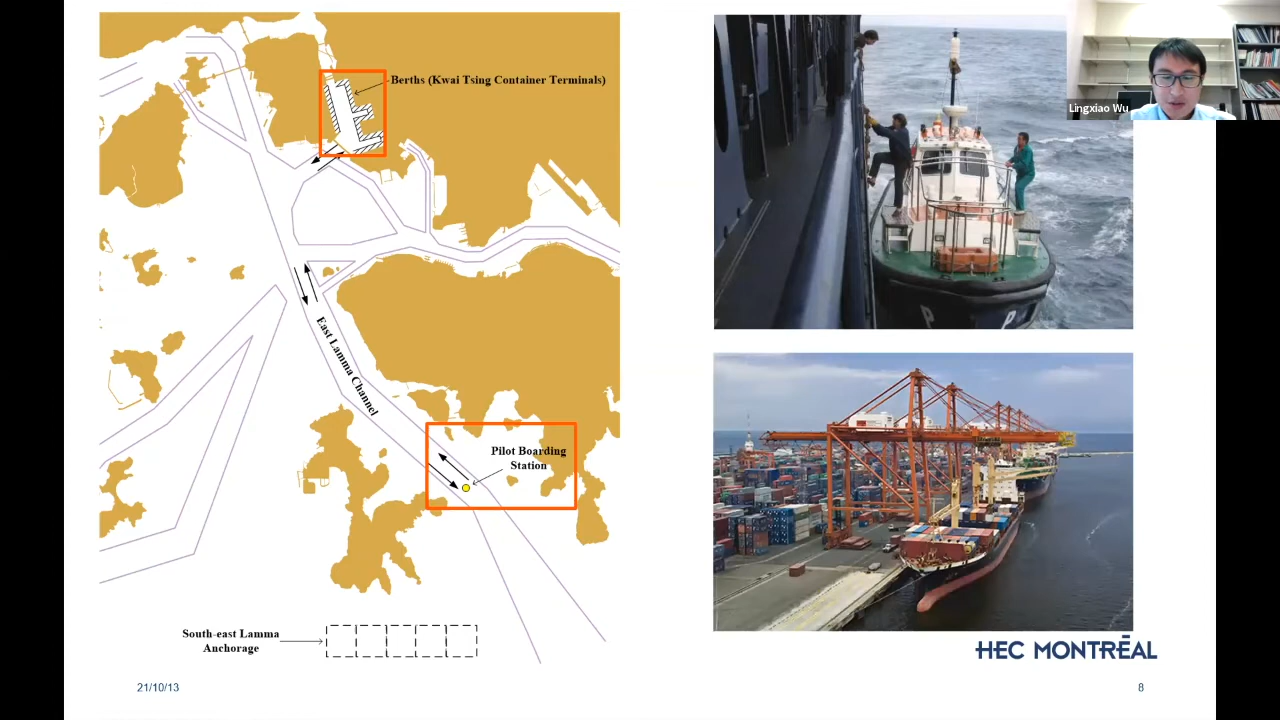 Berths (Kwai Tsing Container Terminals)
East Lamma Channel
Pilot Boarding
Station
South-east Lamma
Anchorage
P P
Lingxiao Wu
HEC MONTRĒAL
21/10/13
8